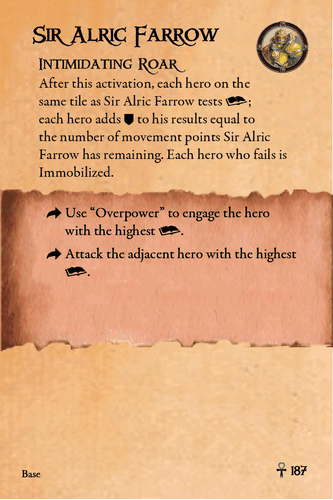 Sir Alric Farrow
Intimidating Roar
After this activation, each hero on the
same tile as Sir Alric Farrow tests ;
each hero adds to his results equal to
the number of movement points Sir Alric
Farrow has remaining. Each hero who fails is
Immobilized.
Use “Overpower” to engage the hero
with the highest .
Attack the adjacent hero with the highest
.
Base
187